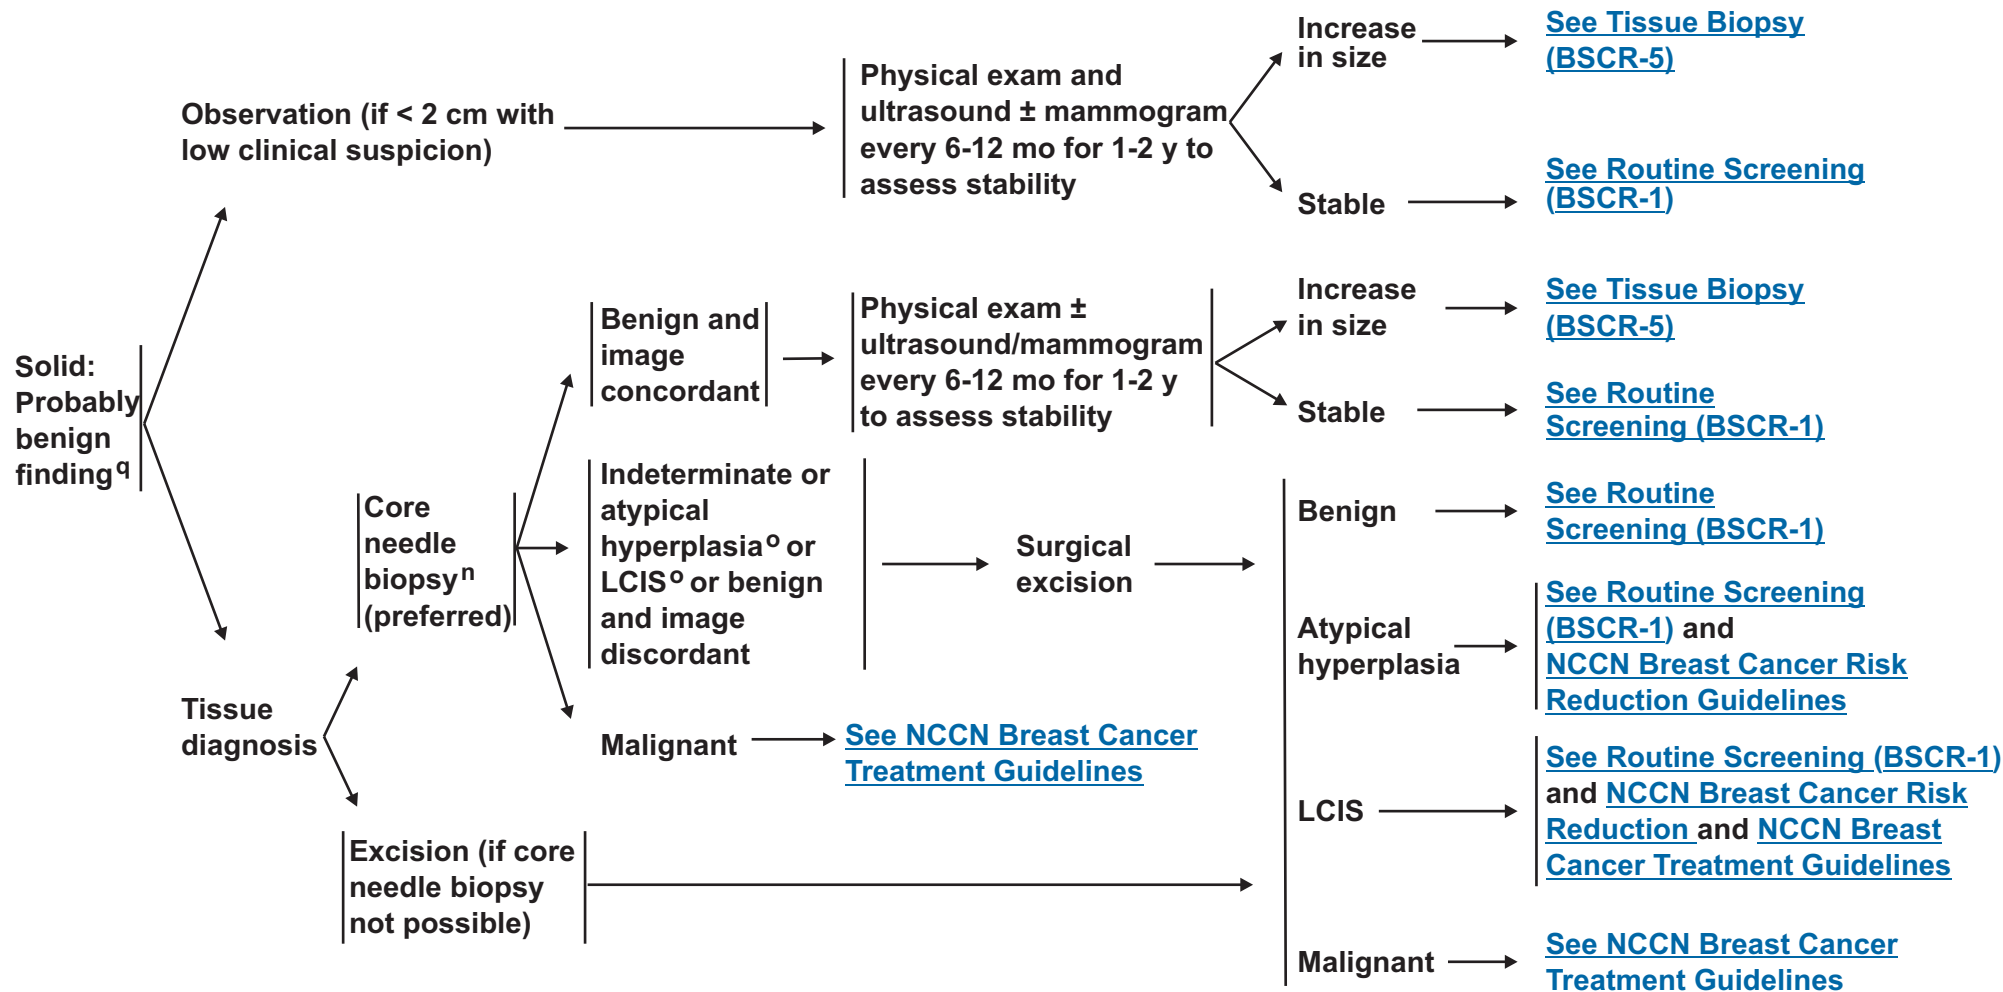 Solid:
Probably
benign
finding q
Observation (if < 2 cm with
low clinical suspicion)
Physical exam and
ultrasound ± mammogram
every 6-12 mo for 1-2 y to
assess stability
Increase
in size
See Tissue Biopsy
(BSCR-5)
Stable
See Routine Screening
(BSCR-1)
Tissue
diagnosis
Core
needle
biopsy n
(preferred)
Benign and
image
concordant
Physical exam ±
ultrasound/mammogram
every 6-12 mo for 1-2 y
to assess stability
Increase
in size
See Tissue Biopsy
(BSCR-5)
Stable
See Routine
Screening (BSCR-1)
Indeterminate or
atypical
hyperplasia o or
LCIS o or benign
and image
discordant
Surgical
excision
Malignant
See NCCN Breast Cancer
Treatment Guidelines
Excision (if core
needle biopsy
not possible)
Benign
See Routine
Screening (BSCR-1)
Atypical
hyperplasia
See Routine Screening
(BSCR-1) and
NCCN Breast Cancer Risk
Reduction Guidelines
LCIS
See Routine Screening (BSCR-1)
and NCCN Breast Cancer Risk
Reduction and NCCN Breast
Cancer Treatment Guidelines
Malignant
See NCCN Breast Cancer
Treatment Guidelines